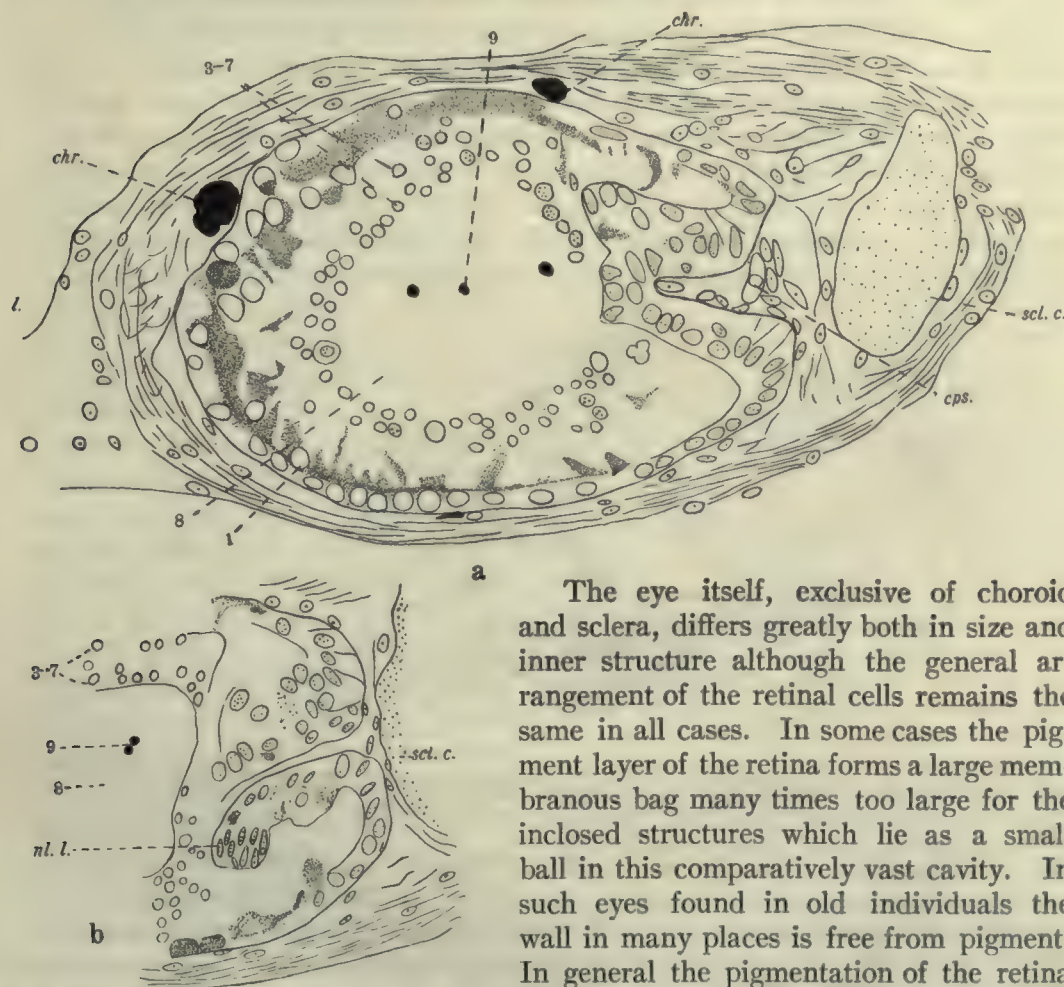 chr.
9
3-7
chr.
l.
scl. c.
cps.
8
1
a
3-7
9
scl. c.
8
nl. l.
b
The eye itself, exclusive of choroid
and sclera, differs greatly both in size and
inner structure although the general ar
rangement of the retinal cells remains the
same in all cases. In some cases the pig
ment layer of the retina forms a large mem
branous bag many times too large for the
inclosed structures which lie as a small
ball in this comparatively vast cavity. In
such eyes found in old individuals the
wall in many places is free from pigment
In general the pigmentation of the retina